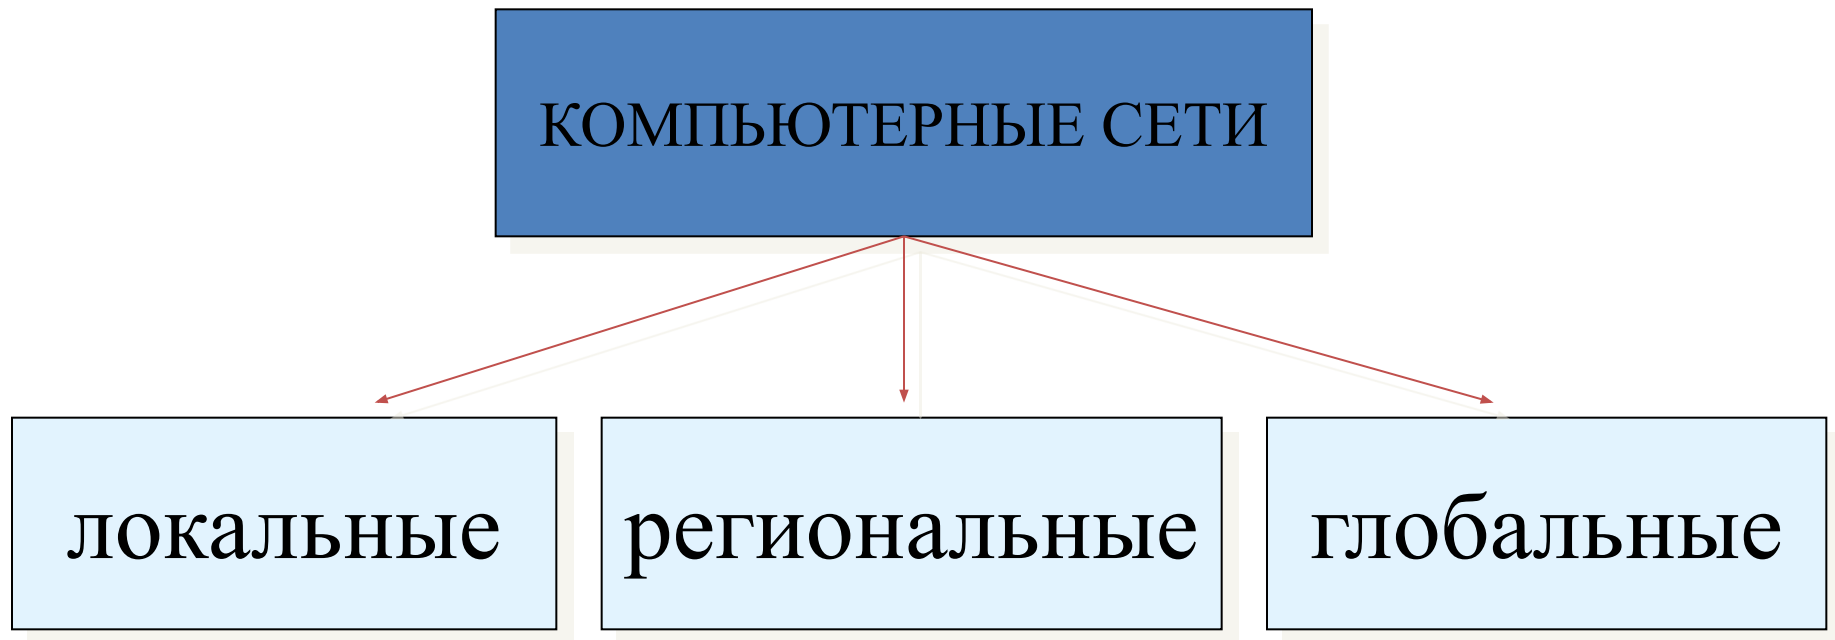 КОМПЬЮТЕРНЫЕ СЕТИ
локальные
региональные
глобальные